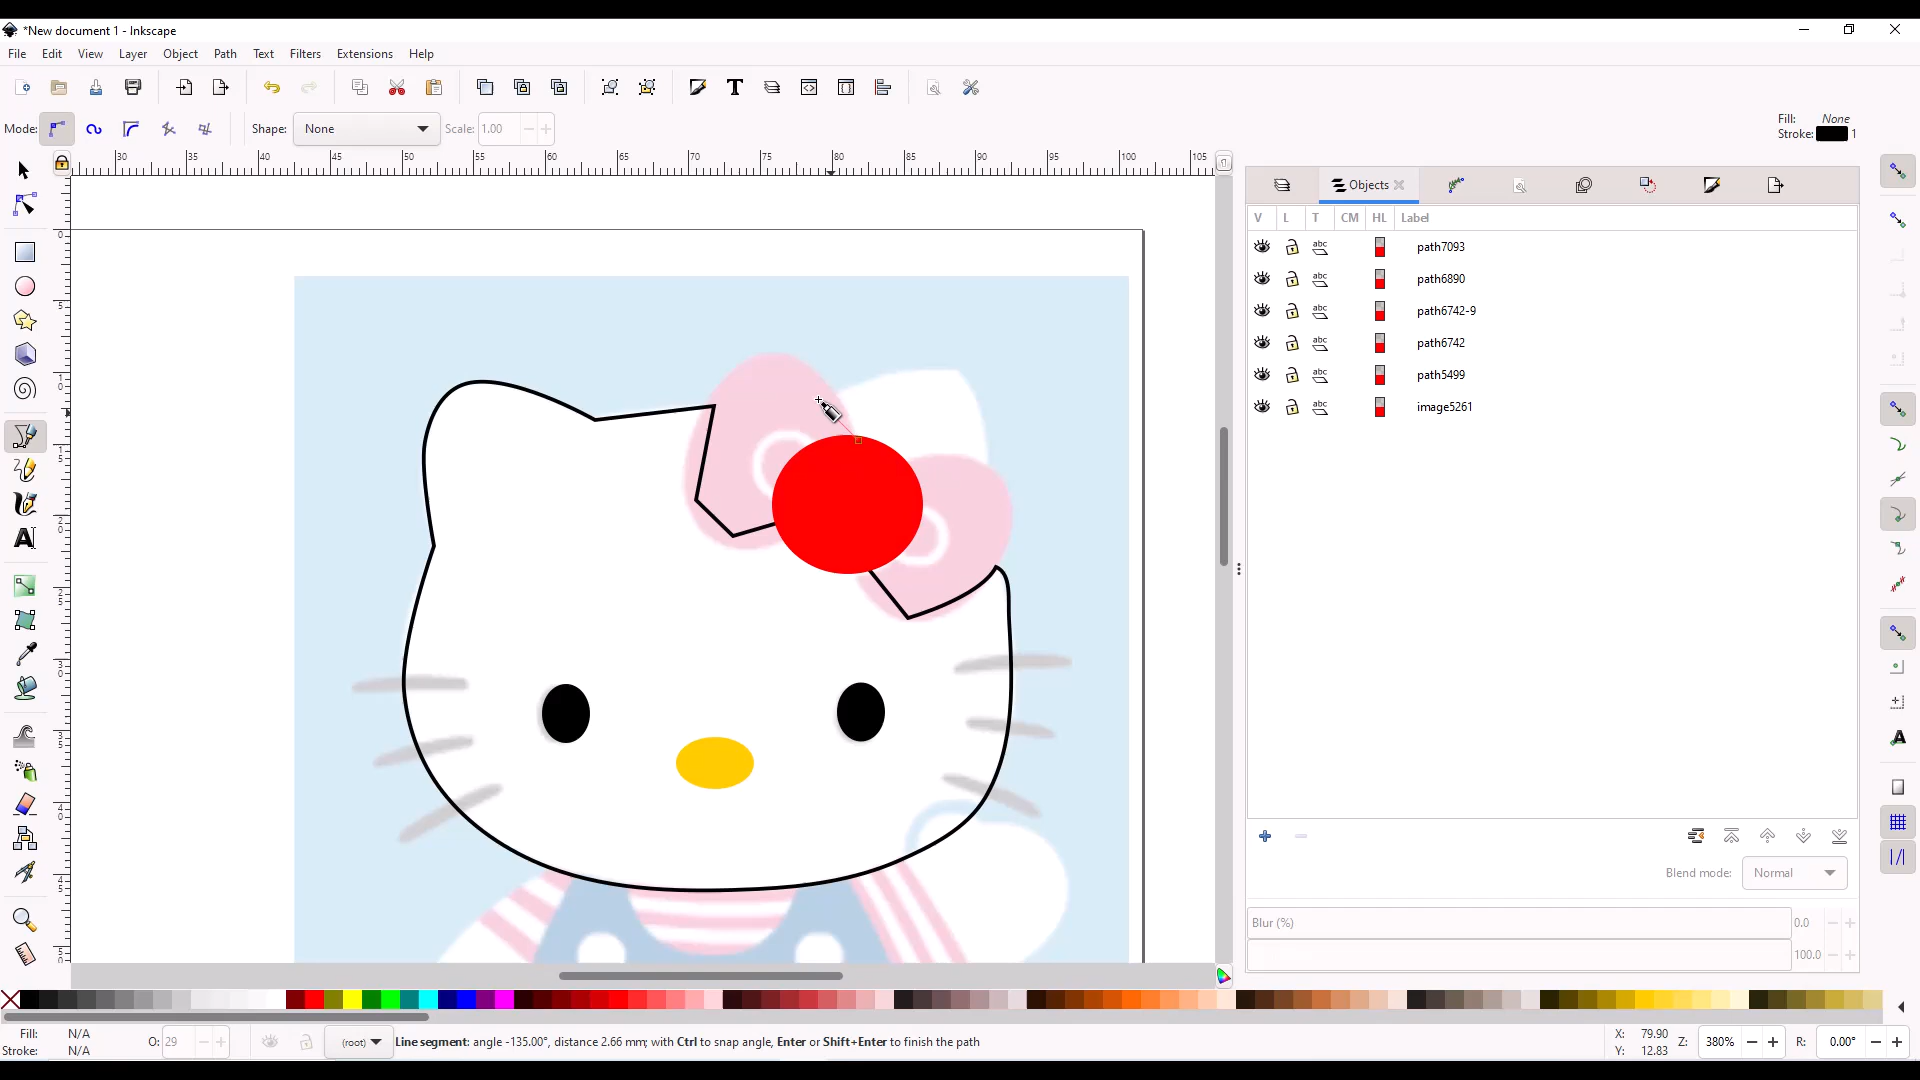 *New document 1 - Inkscape
File Edit View Layer Object Path Text Filters Extensions Help
Mode: Shape: None Scale: 1.00
Fill: None
Stroke: 1
30 35 40 45 50 55 60 65 70 75 80 85 90 95 100 105
Objects
V L T CM HL Label
path7093
path6890
path6742-9
path6742
path5499
image5261
Blend mode: Normal
Blur (%) 0.0
100.0
Fill: N/A
Stroke: N/A
O: 29
(root)
Line segment: angle -135.00°, distance 2.66 mm; with Ctrl to snap angle, Enter or Shift+Enter to finish the path
X: 79.90
Y: 12.83
Z: 380%
R: 0.00°